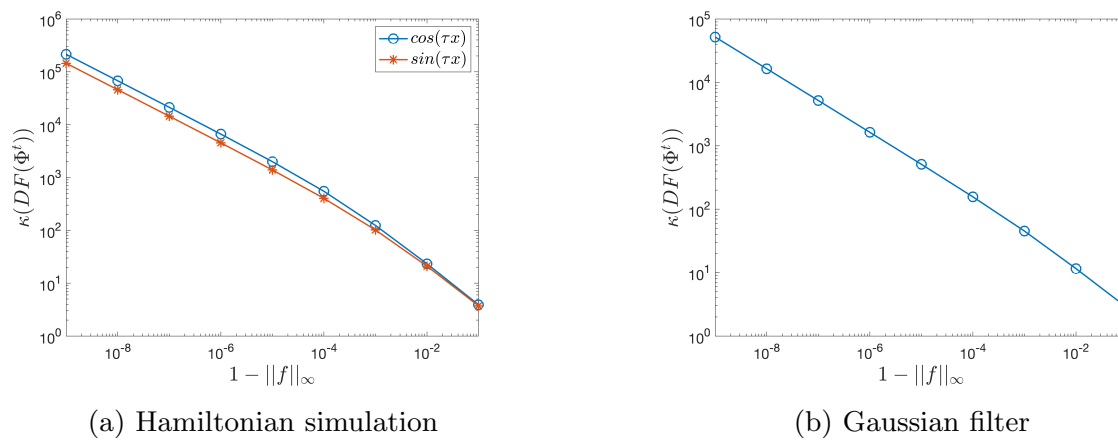 10^6
10^5
10^4
10^3
10^2
10^1
10^0
κ(DF(Φ^t))
cos(τx)
sin(τx)
10^-8
10^-6
10^-4
10^-2
1 − ||f||_∞
(a) Hamiltonian simulation
10^5
10^4
10^3
10^2
10^1
10^0
κ(DF(Φ^t))
10^-8
10^-6
10^-4
10^-2
1 − ||f||_∞
(b) Gaussian filter